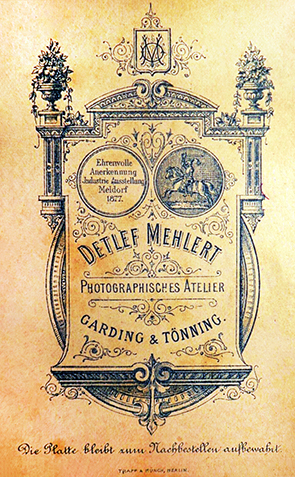 Ehrenvolle
Anerkennung
Industrie Ausstellung
Meldorf
1877.
DETLEF MEHLERT
PHOTOGRAPHISCHES ATELIER
GARDING & TÖNNING.
Die Platte bleibt zum Nachbestellen aufbewahrt.
TRAPP & MÜNCH, BERLIN.